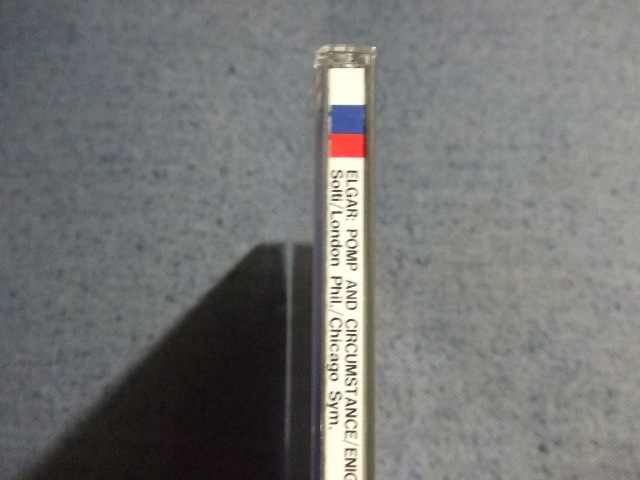 ELGAR: POMP AND CIRCUMSTANCE/ENIG
Solti/London Phil./Chicago Sym.